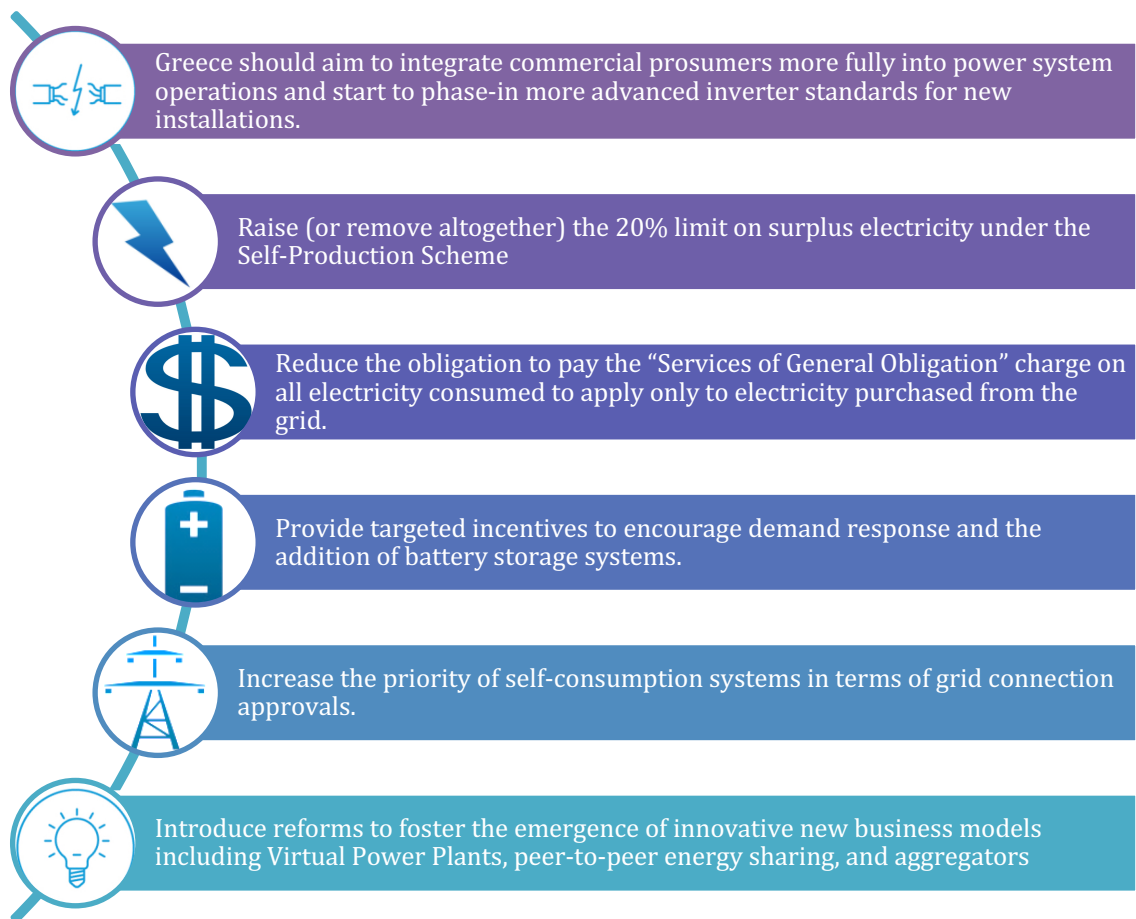 Greece should aim to integrate commercial prosumers more fully into power system
operations and start to phase-in more advanced inverter standards for new
installations.
Raise (or remove altogether) the 20% limit on surplus electricity under the
Self-Production Scheme
Reduce the obligation to pay the “Services of General Obligation” charge on
all electricity consumed to apply only to electricity purchased from the
grid.
Provide targeted incentives to encourage demand response and the
addition of battery storage systems.
Increase the priority of self-consumption systems in terms of grid connection
approvals.
Introduce reforms to foster the emergence of innovative new business models
including Virtual Power Plants, peer-to-peer energy sharing, and aggregators